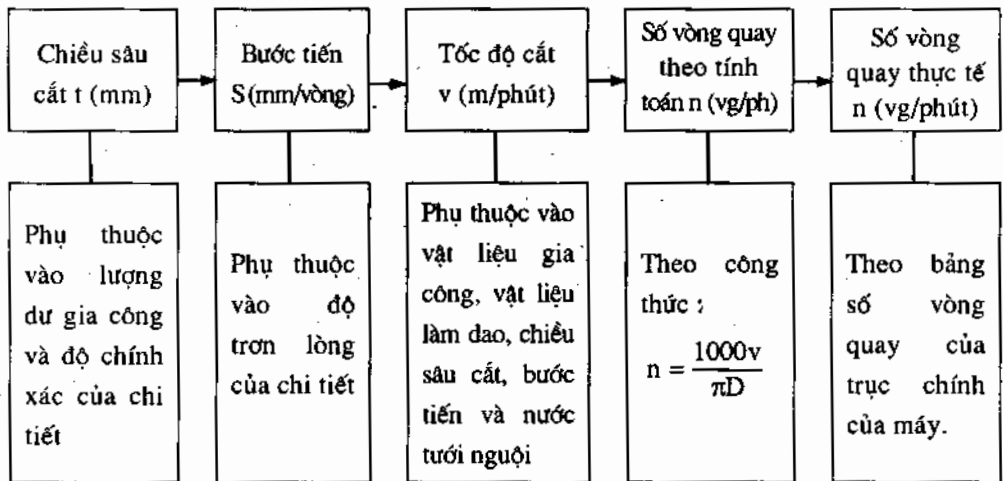 Chiều sâu
cắt t (mm)
Bước tiến
S(mm/vòng)
Tốc độ cắt
v (m/phút)
Số vòng quay
theo tính
toán n (vg/ph)
Số vòng
quay thực tế
n (vg/phút)
Phụ thuộc
vào lượng
dư gia công
và độ chính
xác của chi
tiết
Phụ thuộc
vào độ
trơn lòng
của chi tiết
Phụ thuộc vào
vật liệu gia
công, vật liệu
làm dao, chiều
sâu cắt, bước
tiến và nước
tưới nguội
Theo công
thức :
n = 1000v / πD
Theo bảng
số vòng
quay của
trục chính
của máy.